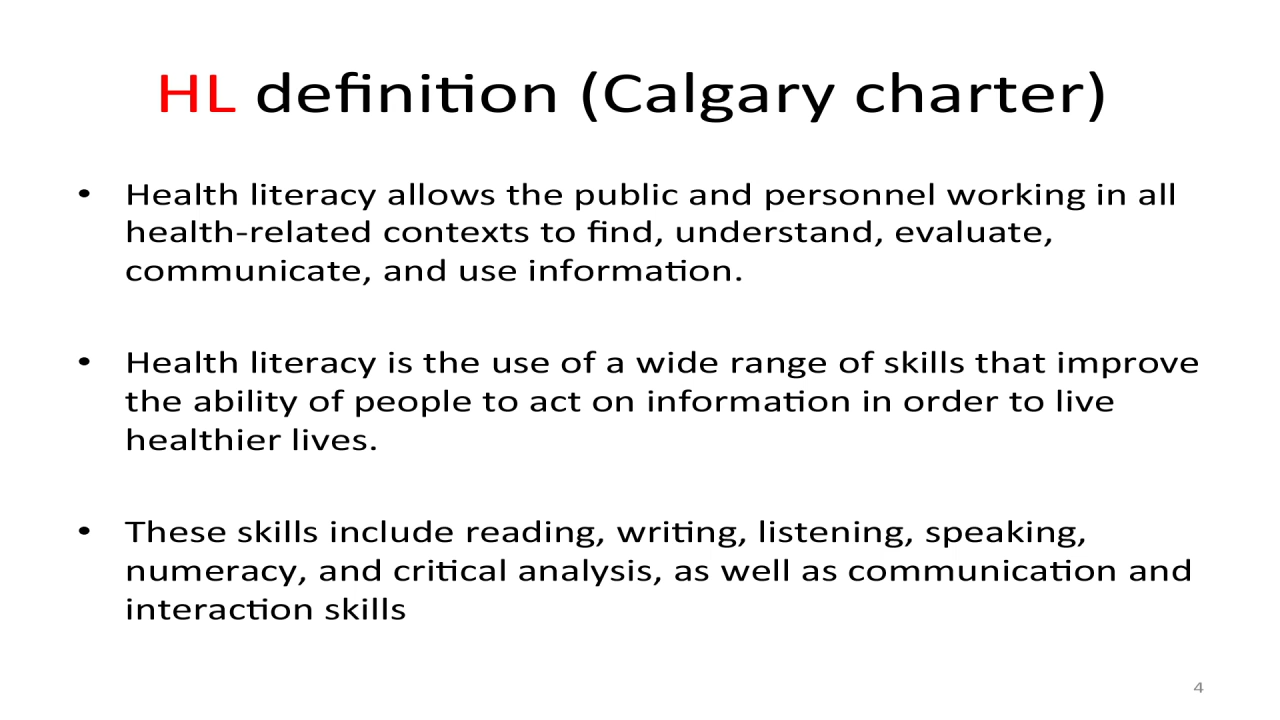 HL definition (Calgary charter)
• Health literacy allows the public and personnel working in all
health-related contexts to find, understand, evaluate,
communicate, and use information.
• Health literacy is the use of a wide range of skills that improve
the ability of people to act on information in order to live
healthier lives.
• These skills include reading, writing, listening, speaking,
numeracy, and critical analysis, as well as communication and
interaction skills
4